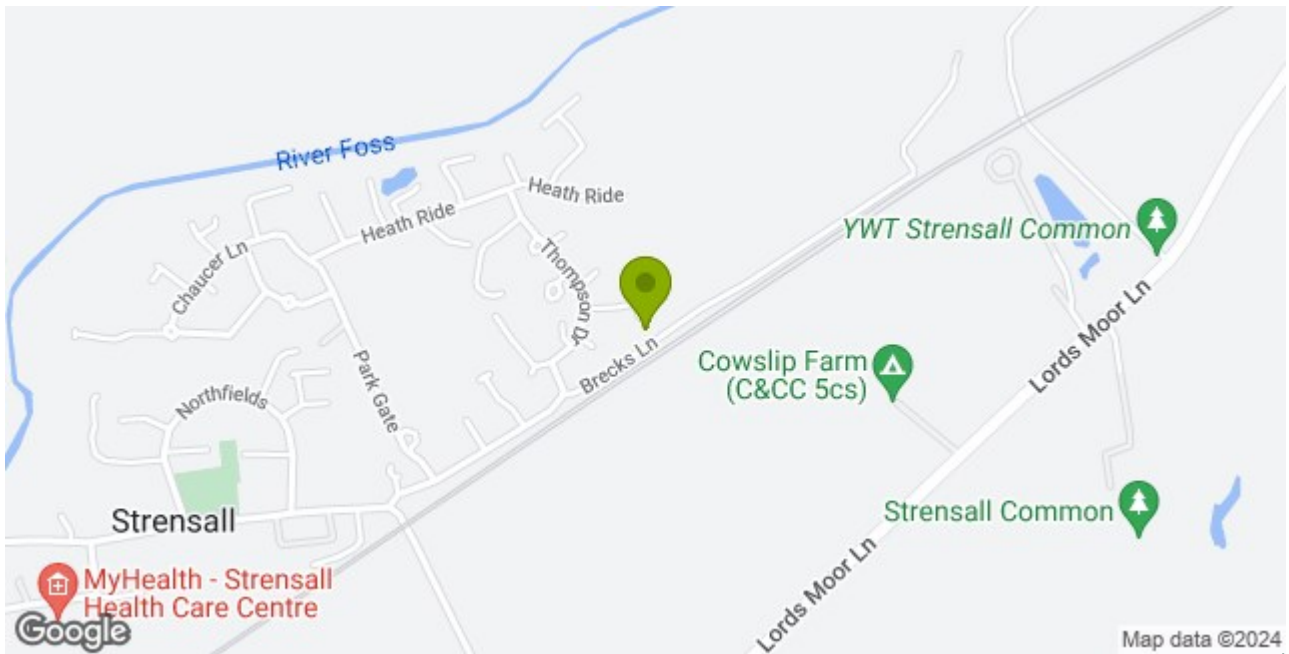 River Foss
Heath Ride
Heath Ride
YWT Strensall Common
Chaucer Ln
Thompson Dr
Lords Moor Ln
Brecks Ln
Park Gate
Cowslip Farm
(C&CC 5cs)
Northfields
Strensall
Strensall Common
Lords Moor Ln
MyHealth - Strensall
Health Care Centre
Google
Map data ©2024